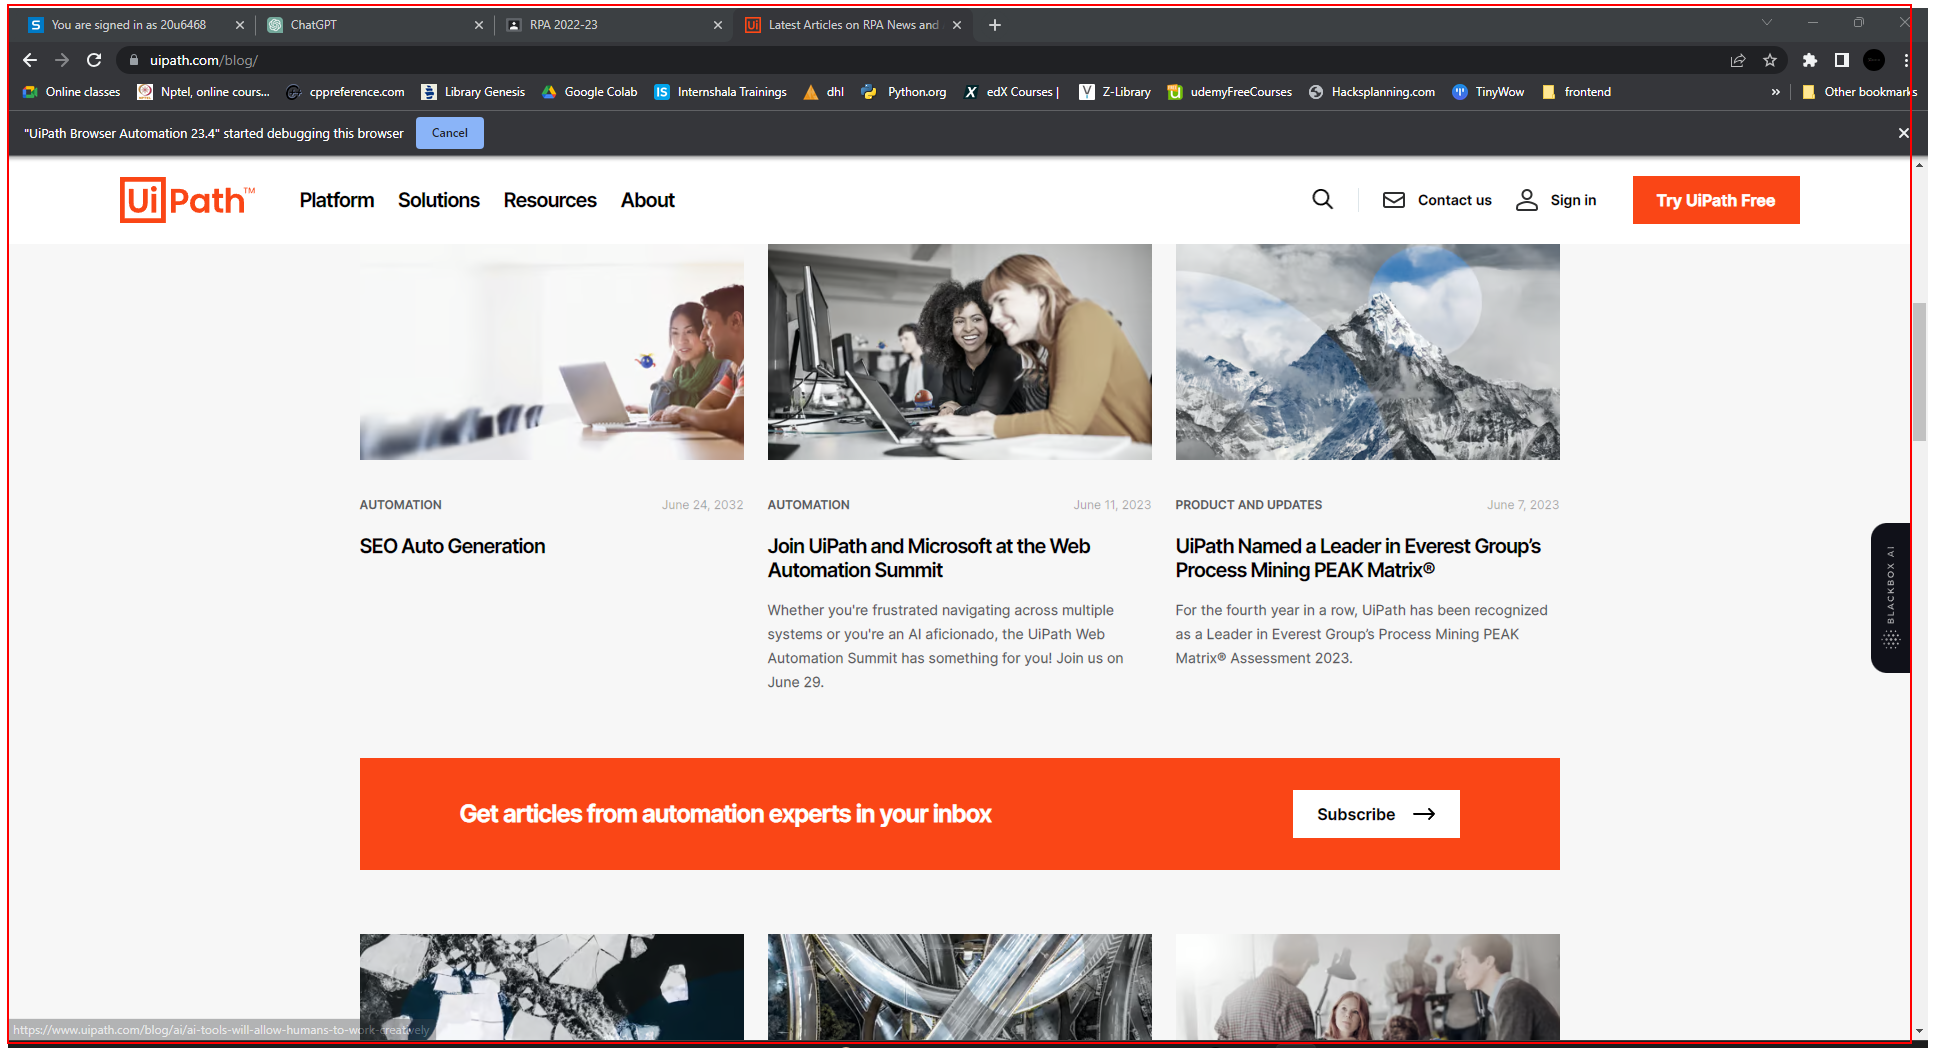 You are signed in as 20u6468
ChatGPT
RPA 2022-23
Latest Articles on RPA News and
uipath.com/blog/
Online classes
Nptel, online cours...
cppreference.com
Library Genesis
Google Colab
IS
Internshala Trainings
dhl
Python.org
edX Courses |
Z-Library
udemyFreeCourses
Hacksplanning.com
TinyWow
frontend
»
Other bookmarks
"UiPath Browser Automation 23.4" started debugging this browser
Cancel
UiPath™
Platform
Solutions
Resources
About
Contact us
Sign in
Try UiPath Free
AUTOMATION
June 24, 2032
SEO Auto Generation
AUTOMATION
June 11, 2023
Join UiPath and Microsoft at the Web
Automation Summit
Whether you're frustrated navigating across multiple
systems or you're an AI aficionado, the UiPath Web
Automation Summit has something for you! Join us on
June 29.
PRODUCT AND UPDATES
June 7, 2023
UiPath Named a Leader in Everest Group’s
Process Mining PEAK Matrix®
For the fourth year in a row, UiPath has been recognized
as a Leader in Everest Group’s Process Mining PEAK
Matrix® Assessment 2023.
BLACKBOX AI
Get articles from automation experts in your inbox
Subscribe
https://www.uipath.com/blog/ai/ai-tools-will-allow-humans-to-work-creatively